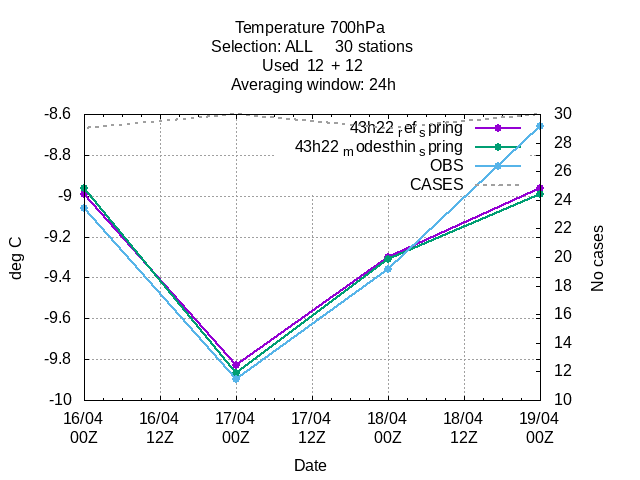 Temperature 700hPa
Selection: ALL 30 stations
Used 12 + 12
Averaging window: 24h
43h22 ref spring
43h22 modesthin spring
OBS
CASES
-8.6
-8.8
-9
-9.2
-9.4
-9.6
-9.8
-10
deg C
30
28
26
24
22
20
18
16
14
12
10
No cases
16/04 16/04 17/04 17/04 18/04 18/04 19/04
00Z 12Z 00Z 12Z 00Z 12Z 00Z
Date